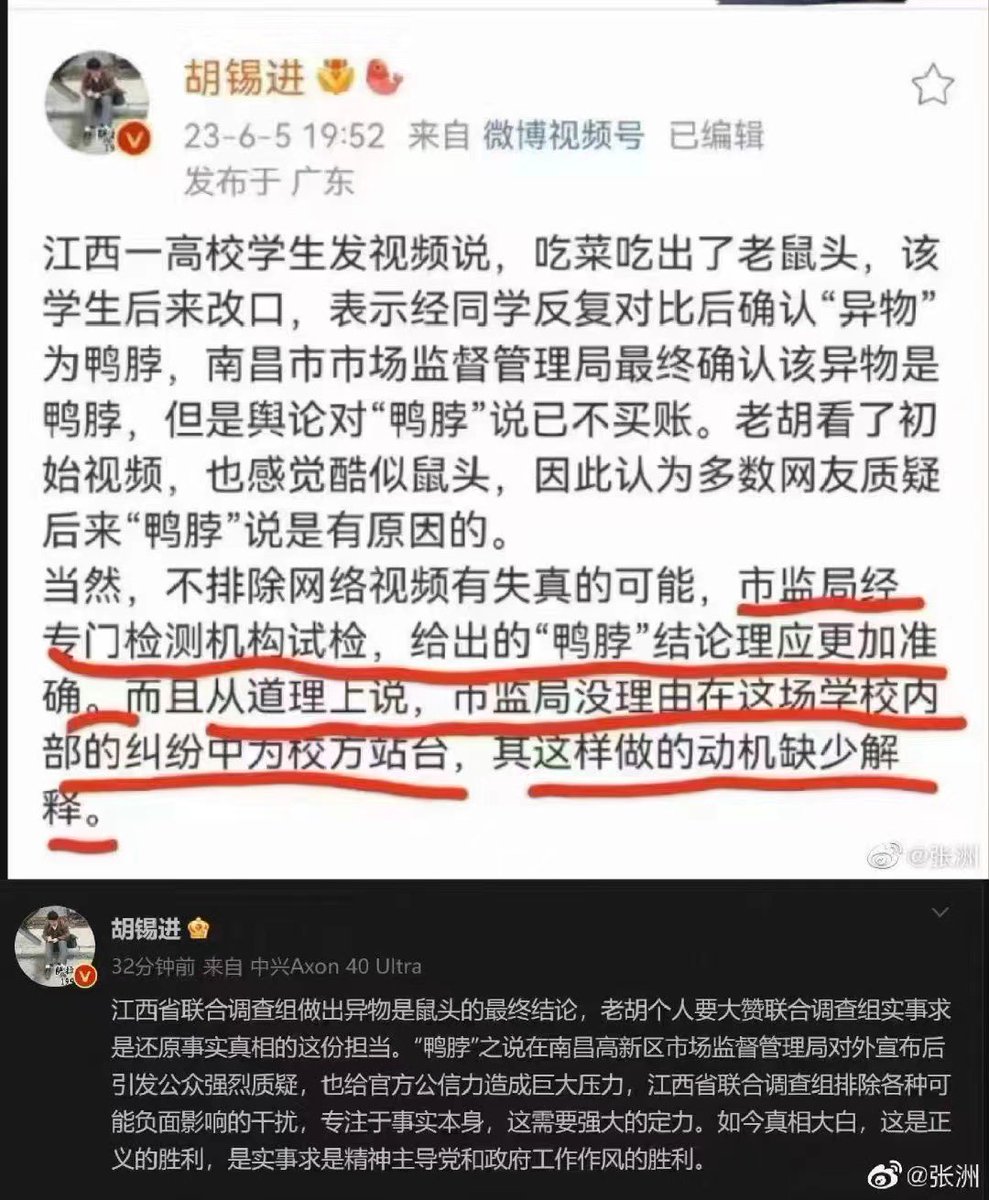 胡锡进
23-6-5 19:52 来自 微博视频号 已编辑
发布于 广东
江西一高校学生发视频说，吃菜吃出了老鼠头，该
学生后来改口，表示经同学反复对比后确认“异物”
为鸭脖，南昌市市场监督管理局最终确认该异物是
鸭脖，但是舆论对“鸭脖”说已不买账。老胡看了初
始视频，也感觉酷似鼠头，因此认为多数网友质疑
后来“鸭脖”说是有原因的。
当然，不排除网络视频有失真的可能，市监局经
专门检测机构试检，给出的“鸭脖”结论理应更加准
确。而且从道理上说，市监局没理由在这场学校内
部的纠纷中为校方站台，其这样做的动机缺少解
释。
@张洲
胡锡进
32分钟前 来自 中兴Axon 40 Ultra
江西省联合调查组做出异物是鼠头的最终结论，老胡个人要大赞联合调查组实事求
是还原事实真相的这份担当。“鸭脖”之说在南昌高新区市场监督管理局对外宣布后
引发公众强烈质疑，也给官方公信力造成巨大压力，江西省联合调查组排除各种可
能负面影响的干扰，专注于事实本身，这需要强大的定力。如今真相大白，这是正
义的胜利，是实事求是精神主导党和政府工作作风的胜利。
@张洲